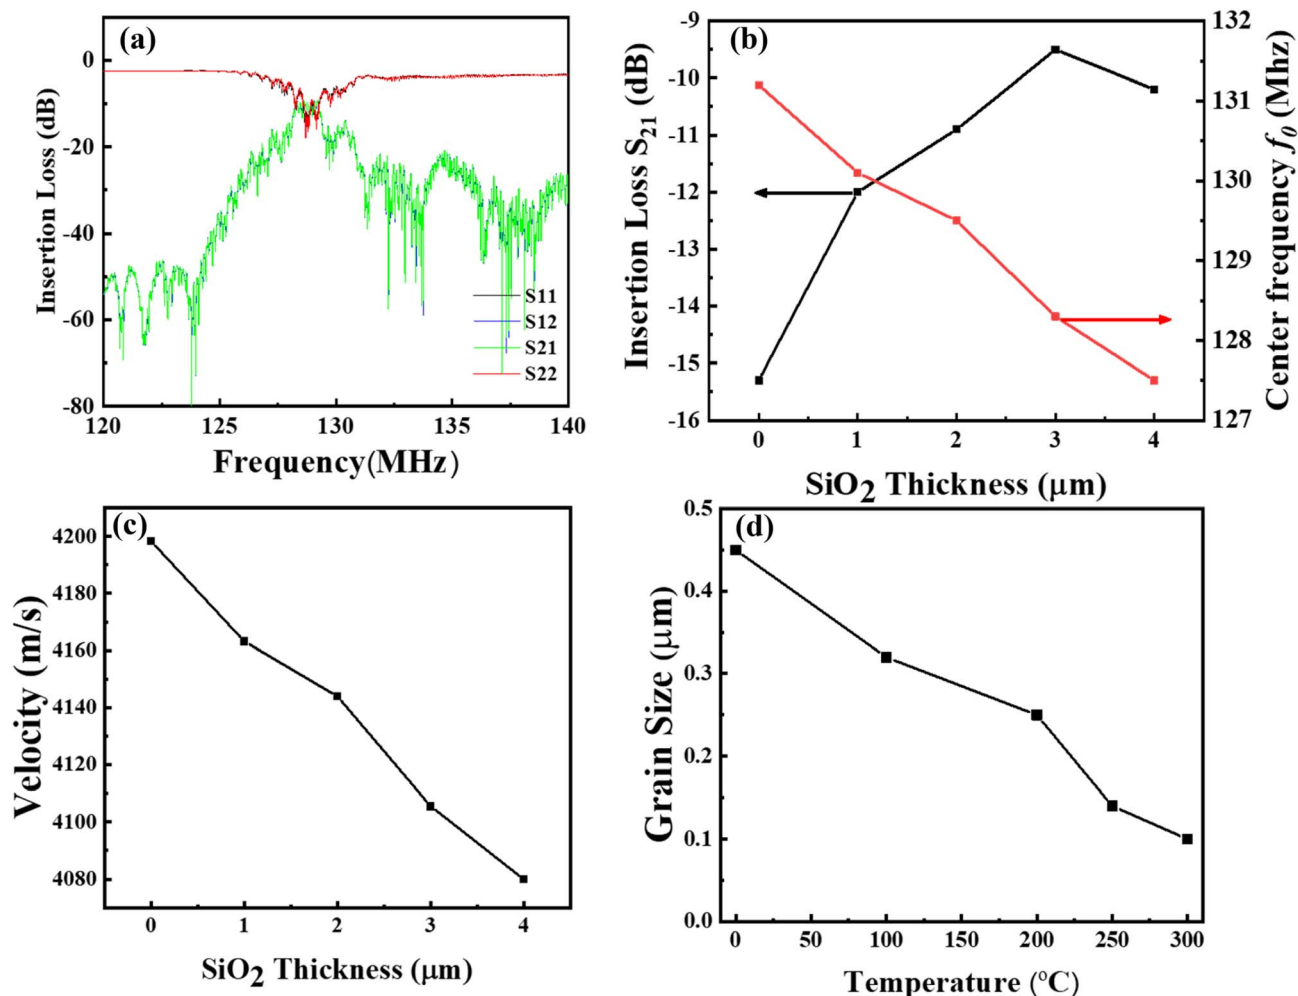 (a)
0
-20
-40
-60
-80
Insertion Loss (dB)
S11
S12
S21
S22
120 125 130 135 140
Frequency(MHz)
(b)
-9
-10
-11
-12
-13
-14
-15
-16
Insertion Loss S21 (dB)
132
131
130
129
128
127
Center frequency f0 (Mhz)
0 1 2 3 4
SiO2 Thickness (μm)
(c)
4200
4180
4160
4140
4120
4100
4080
Velocity (m/s)
0 1 2 3 4
SiO2 Thickness (μm)
(d)
0.5
0.4
0.3
0.2
0.1
0.0
Grain Size (μm)
0 50 100 150 200 250 300
Temperature (ºC)